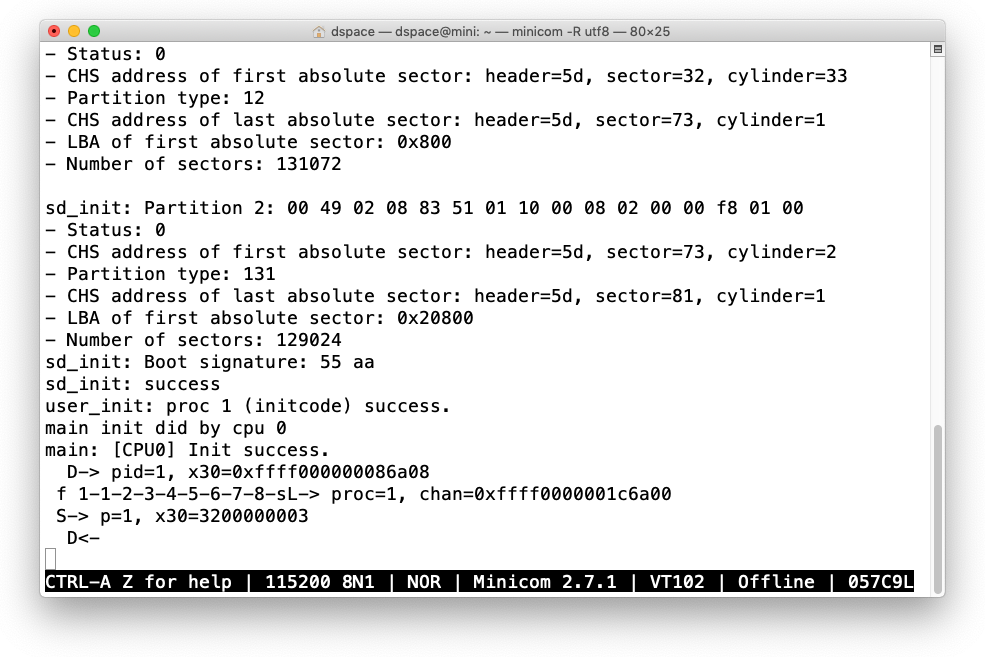 dspace — dspace@mini: ~ — minicom -R utf8 — 80×25
- Status: 0
- CHS address of first absolute sector: header=5d, sector=32, cylinder=33
- Partition type: 12
- CHS address of last absolute sector: header=5d, sector=73, cylinder=1
- LBA of first absolute sector: 0x800
- Number of sectors: 131072
sd_init: Partition 2: 00 49 02 08 83 51 01 10 00 08 02 00 00 f8 01 00
- Status: 0
- CHS address of first absolute sector: header=5d, sector=73, cylinder=2
- Partition type: 131
- CHS address of last absolute sector: header=5d, sector=81, cylinder=1
- LBA of first absolute sector: 0x20800
- Number of sectors: 129024
sd_init: Boot signature: 55 aa
sd_init: success
user_init: proc 1 (initcode) success.
main init did by cpu 0
main: [CPU0] Init success.
  D-> pid=1, x30=0xffff000000086a08
 f 1-1-2-3-4-5-6-7-8-sL-> proc=1, chan=0xffff0000001c6a00
 S-> p=1, x30=3200000003
  D<-
CTRL-A Z for help | 115200 8N1 | NOR | Minicom 2.7.1 | VT102 | Offline | 057C9L